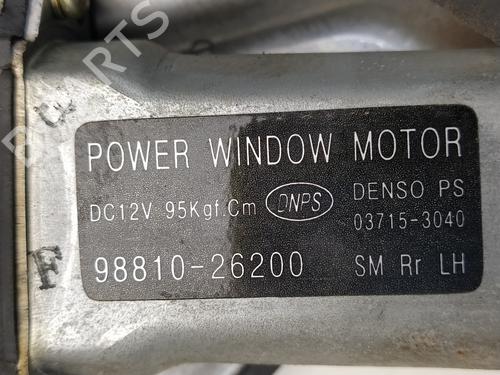 POWER WINDOW MOTOR
DC12V 95Kgf.Cm DNPS DENSO PS
03715-3040
98810-26200 SM Rr LH
F